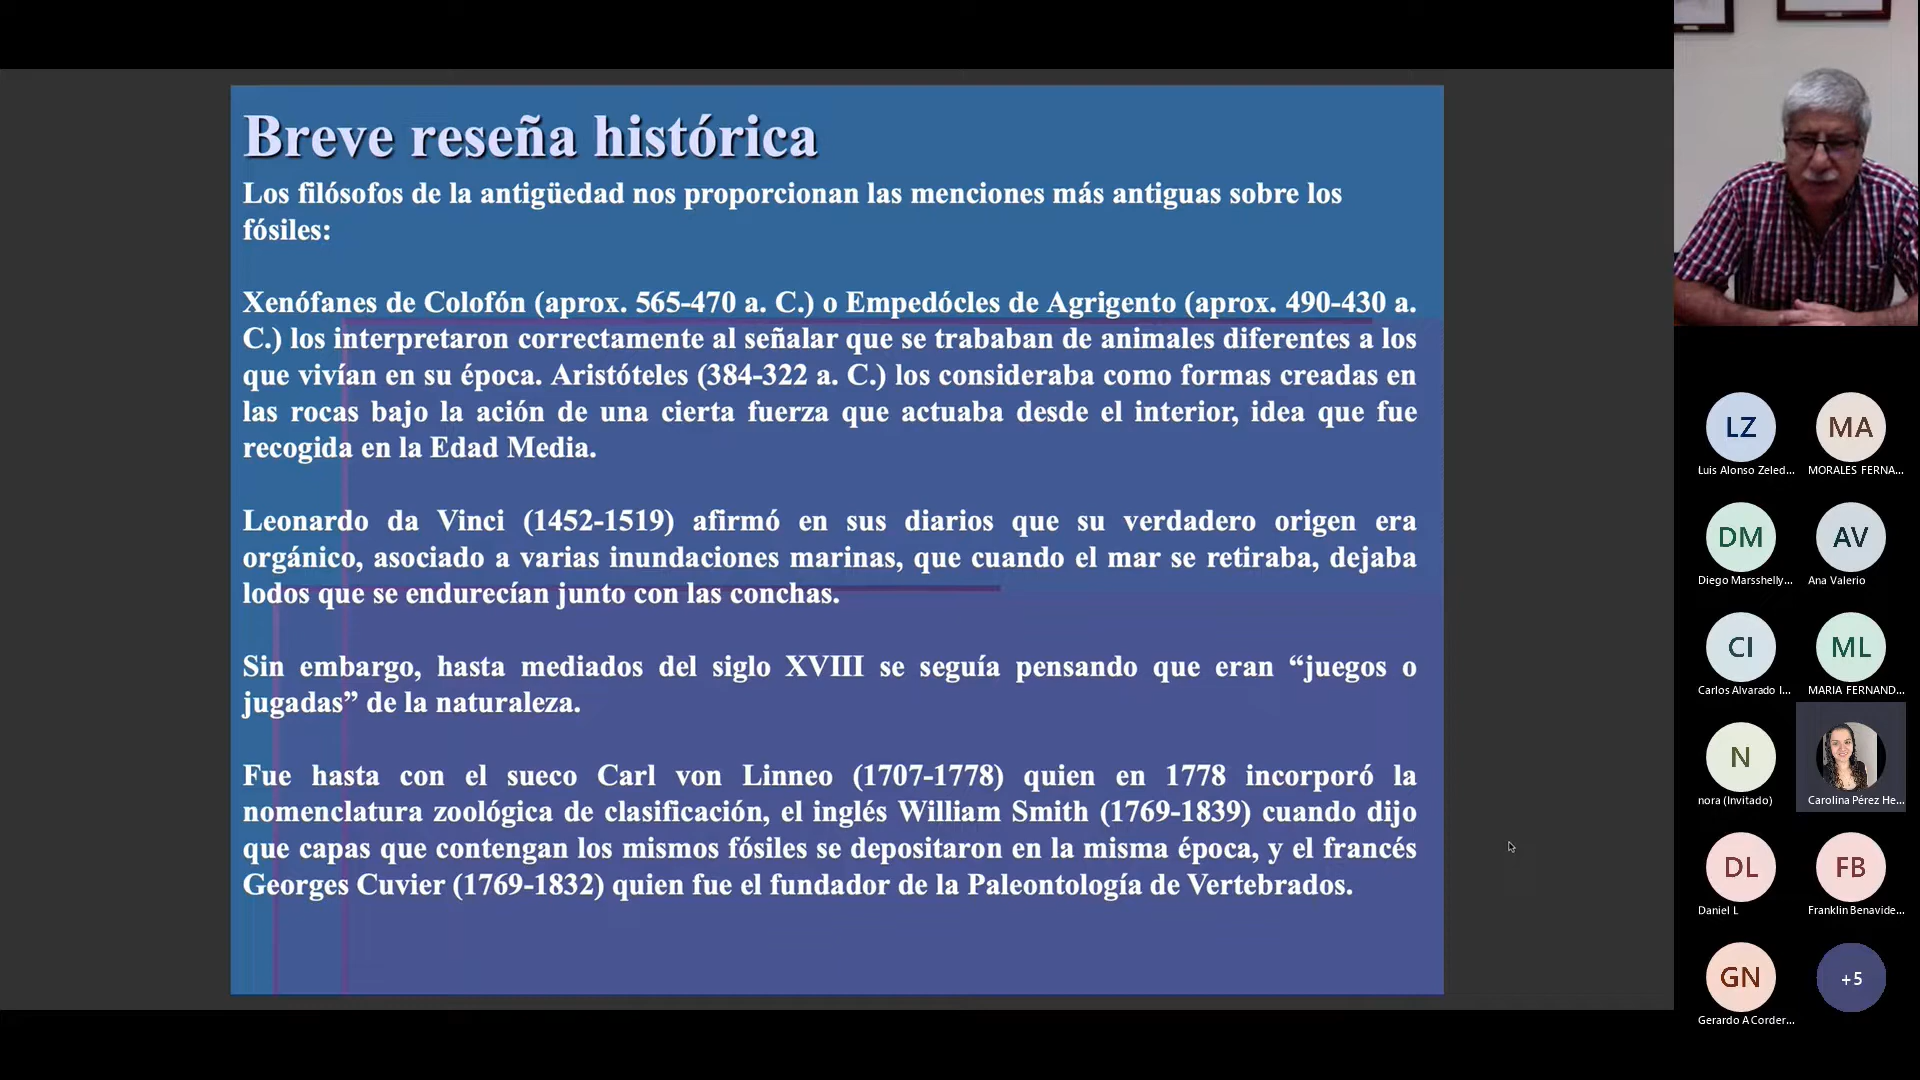 Breve reseña histórica
Los filósofos de la antigüedad nos proporcionan las menciones más antiguas sobre los
fósiles:
Xenófanes de Colofón (aprox. 565-470 a. C.) o Empedócles de Agrigento (aprox. 490-430 a.
C.) los interpretaron correctamente al señalar que se trababan de animales diferentes a los
que vivían en su época. Aristóteles (384-322 a. C.) los consideraba como formas creadas en
las rocas bajo la ación de una cierta fuerza que actuaba desde el interior, idea que fue
recogida en la Edad Media.
Leonardo da Vinci (1452-1519) afirmó en sus diarios que su verdadero origen era
orgánico, asociado a varias inundaciones marinas, que cuando el mar se retiraba, dejaba
lodos que se endurecían junto con las conchas.
Sin embargo, hasta mediados del siglo XVIII se seguía pensando que eran “juegos o
jugadas” de la naturaleza.
Fue hasta con el sueco Carl von Linneo (1707-1778) quien en 1778 incorporó la
nomenclatura zoológica de clasificación, el inglés William Smith (1769-1839) cuando dijo
que capas que contengan los mismos fósiles se depositaron en la misma época, y el francés
Georges Cuvier (1769-1832) quien fue el fundador de la Paleontología de Vertebrados.
LZ MA
Luis Alonso Zeled... MORALES FERNA...
DM AV
Diego Marsshelly... Ana Valerio
CI ML
Carlos Alvarado I... MARIA FERNAND...
N
nora (Invitado) Carolina Pérez He...
DL FB
Daniel L Franklin Benavide...
GN +5
Gerardo A Corder...